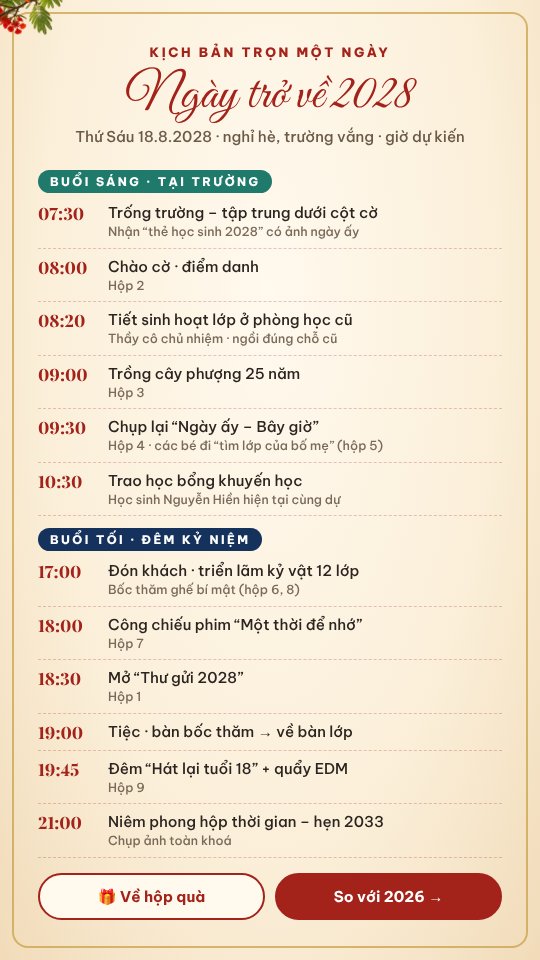 KỊCH BẢN TRỌN MỘT NGÀY
Ngày trở về 2028
Thứ Sáu 18.8.2028 · nghỉ hè, trường vắng · giờ dự kiến
BUỔI SÁNG · TẠI TRƯỜNG
07:30 Trống trường – tập trung dưới cột cờ
Nhận “thẻ học sinh 2028” có ảnh ngày ấy
08:00 Chào cờ · điểm danh
Hộp 2
08:20 Tiết sinh hoạt lớp ở phòng học cũ
Thầy cô chủ nhiệm · ngồi đúng chỗ cũ
09:00 Trồng cây phượng 25 năm
Hộp 3
09:30 Chụp lại “Ngày ấy – Bây giờ”
Hộp 4 · các bé đi “tìm lớp của bố mẹ” (hộp 5)
10:30 Trao học bổng khuyến học
Học sinh Nguyễn Hiền hiện tại cùng dự
BUỔI TỐI · ĐÊM KỶ NIỆM
17:00 Đón khách · triển lãm kỷ vật 12 lớp
Bốc thăm ghế bí mật (hộp 6, 8)
18:00 Công chiếu phim “Một thời để nhớ”
Hộp 7
18:30 Mở “Thư gửi 2028”
Hộp 1
19:00 Tiệc · bàn bốc thăm → về bàn lớp
19:45 Đêm “Hát lại tuổi 18” + quẩy EDM
Hộp 9
21:00 Niêm phong hộp thời gian – hẹn 2033
Chụp ảnh toàn khoá
🎁 Về hộp quà
So với 2026 →